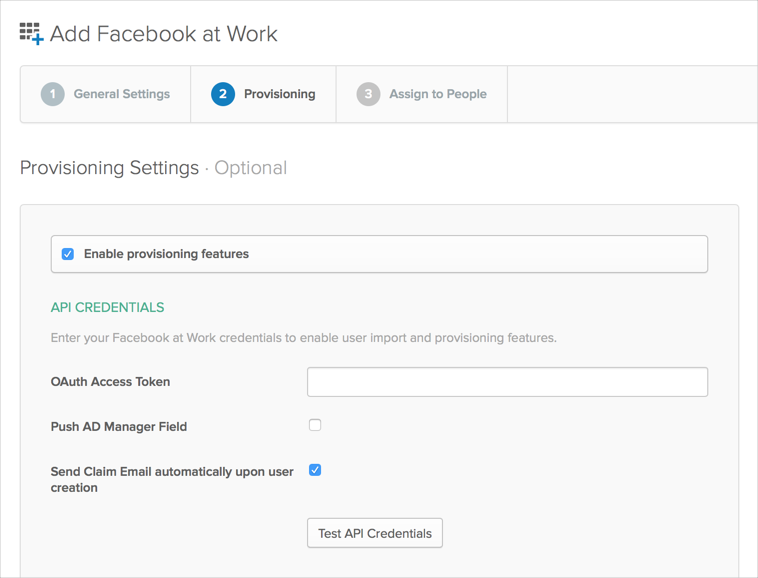 Add Facebook at Work
1 General Settings
2 Provisioning
3 Assign to People
Provisioning Settings · Optional
Enable provisioning features
API CREDENTIALS
Enter your Facebook at Work credentials to enable user import and provisioning features.
OAuth Access Token
Push AD Manager Field
Send Claim Email automatically upon user
creation
Test API Credentials